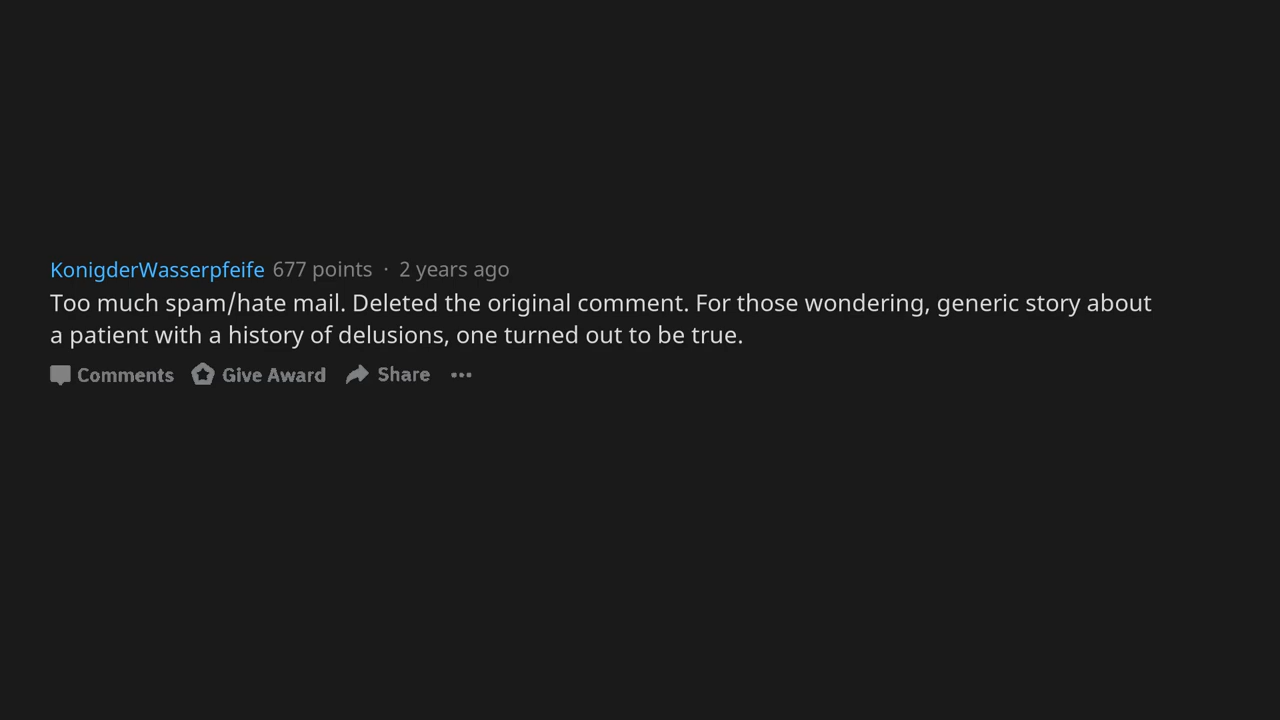 KonigderWasserpfeife 677 points · 2 years ago
Too much spam/hate mail. Deleted the original comment. For those wondering, generic story about
a patient with a history of delusions, one turned out to be true.
Comments Give Award Share ···